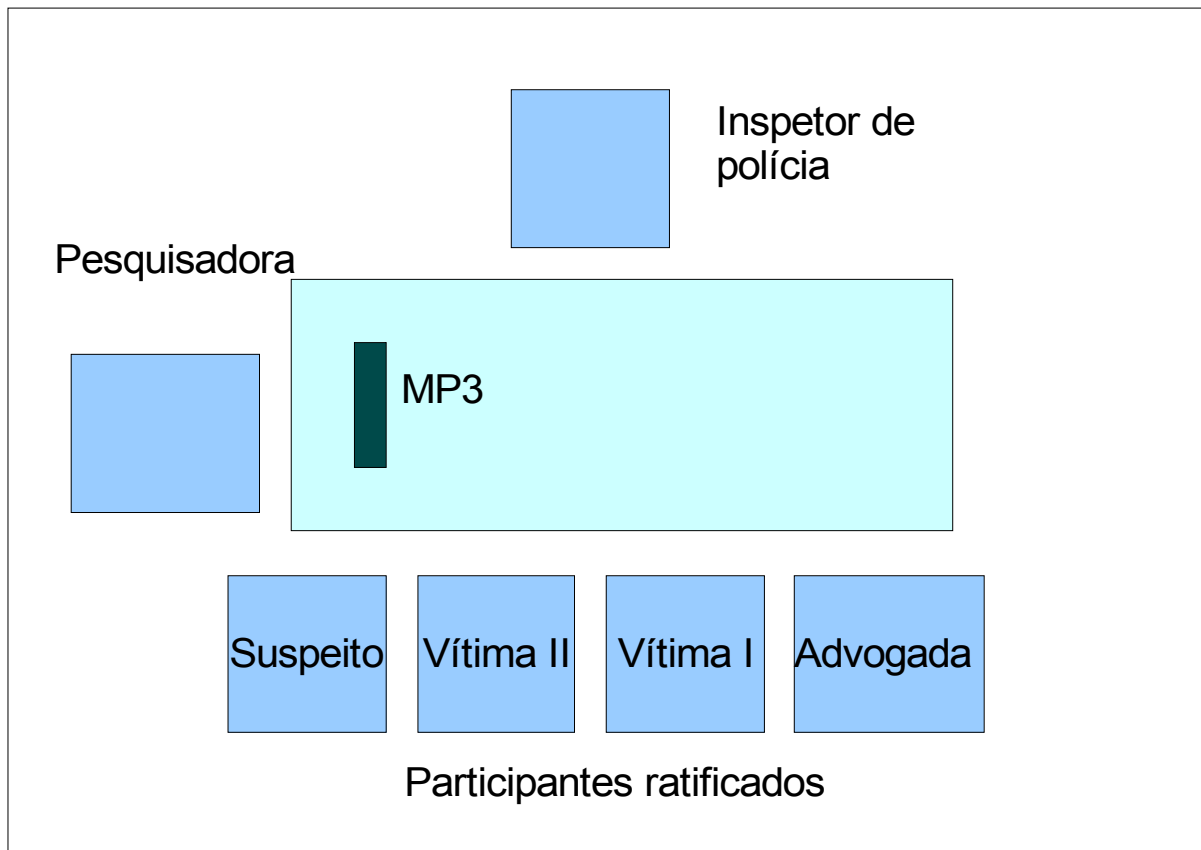 Inspetor de
polícia
Pesquisadora
MP3
Suspeito
Vítima II
Vítima I
Advogada
Participantes ratificados